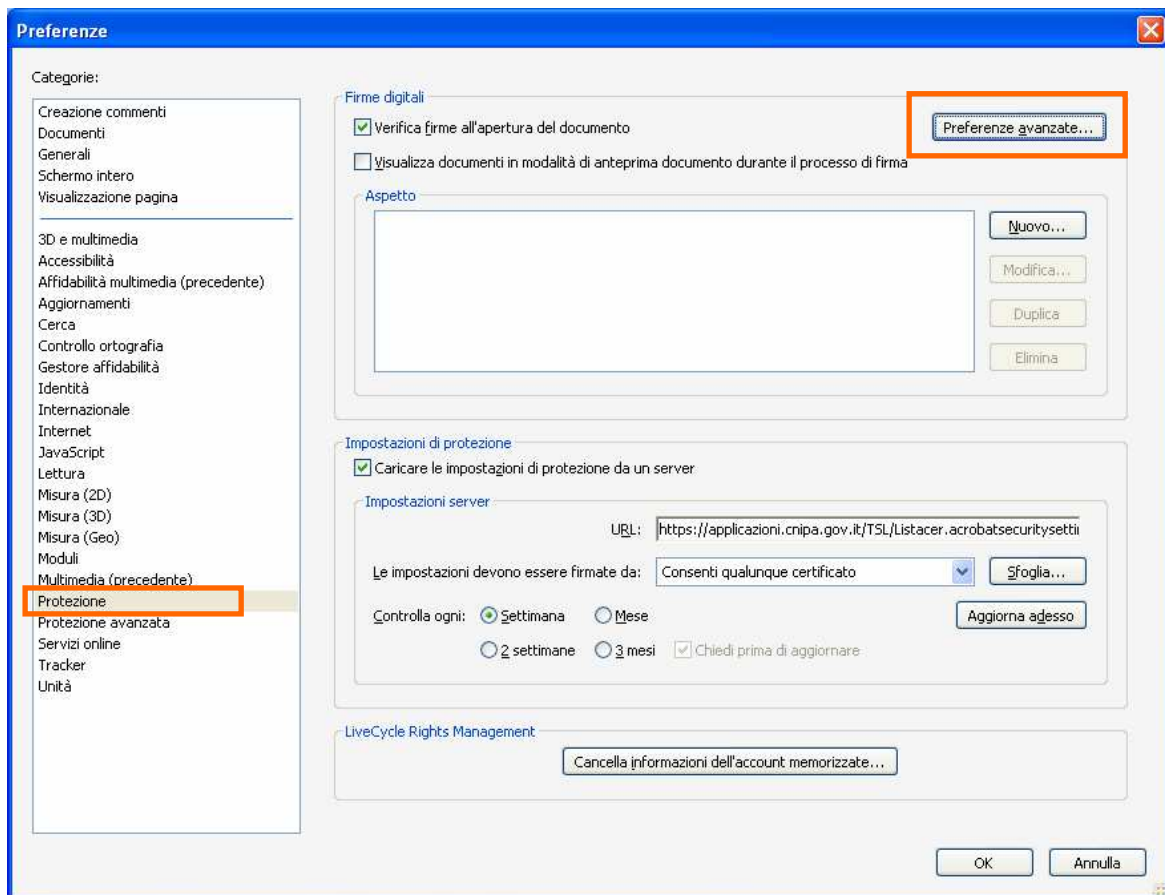 Preferenze
Categorie:
Creazione commenti
Documenti
Generali
Schermo intero
Visualizzazione pagina
3D e multimedia
Accessibilità
Affidabilità multimedia (precedente)
Aggiornamenti
Cerca
Controllo ortografia
Gestore affidabilità
Identità
Internazionale
Internet
JavaScript
Lettura
Misura (2D)
Misura (3D)
Misura (Geo)
Moduli
Multimedia (precedente)
Protezione
Protezione avanzata
Servizi online
Tracker
Unità
Firme digitali
Verifica firme all'apertura del documento
Preferenze avanzate...
Visualizza documenti in modalità di anteprima documento durante il processo di firma
Aspetto
Nuovo...
Modifica...
Duplica
Elimina
Impostazioni di protezione
Caricare le impostazioni di protezione da un server
Impostazioni server
URL: https://applicazioni.cnipa.gov.it/TSL/Listacer.acrobatsecuritysettin
Le impostazioni devono essere firmate da: Consenti qualunque certificato Sfoglia...
Controlla ogni: Settimana Mese Aggiorna adesso
2 settimane 3 mesi Chiedi prima di aggiornare
LiveCycle Rights Management
Cancella informazioni dell'account memorizzate...
OK Annulla